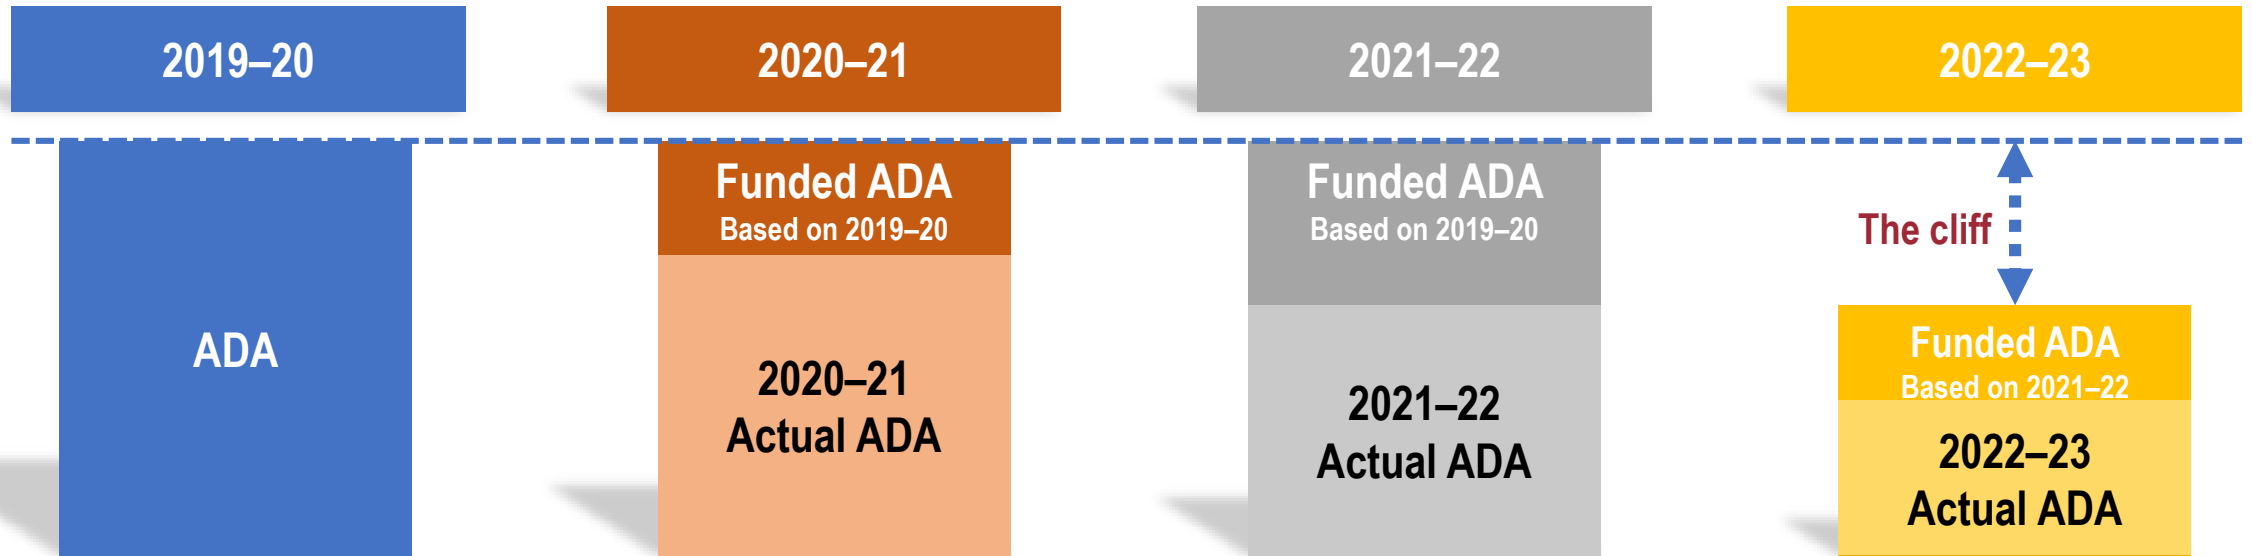 2019–20
2020–21
2021–22
2022–23
ADA
Funded ADA
Based on 2019–20
2020–21
Actual ADA
Funded ADA
Based on 2019–20
2021–22
Actual ADA
The cliff
Funded ADA
Based on 2021–22
2022–23
Actual ADA